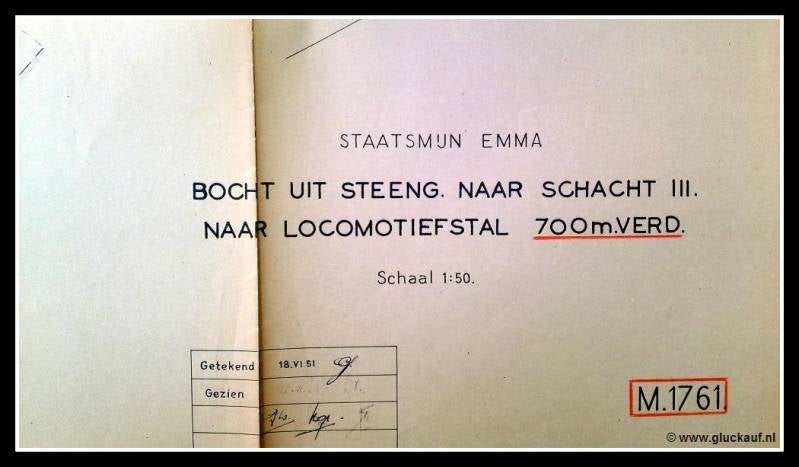 STAATSMIJN EMMA
BOCHT UIT STEENG. NAAR SCHACHT III.
NAAR LOCOMOTIEFSTAL 700m.VERD.
Schaal 1:50.
Getekend 18.VI.51
Gezien
M.1761
© www.gluckauf.nl